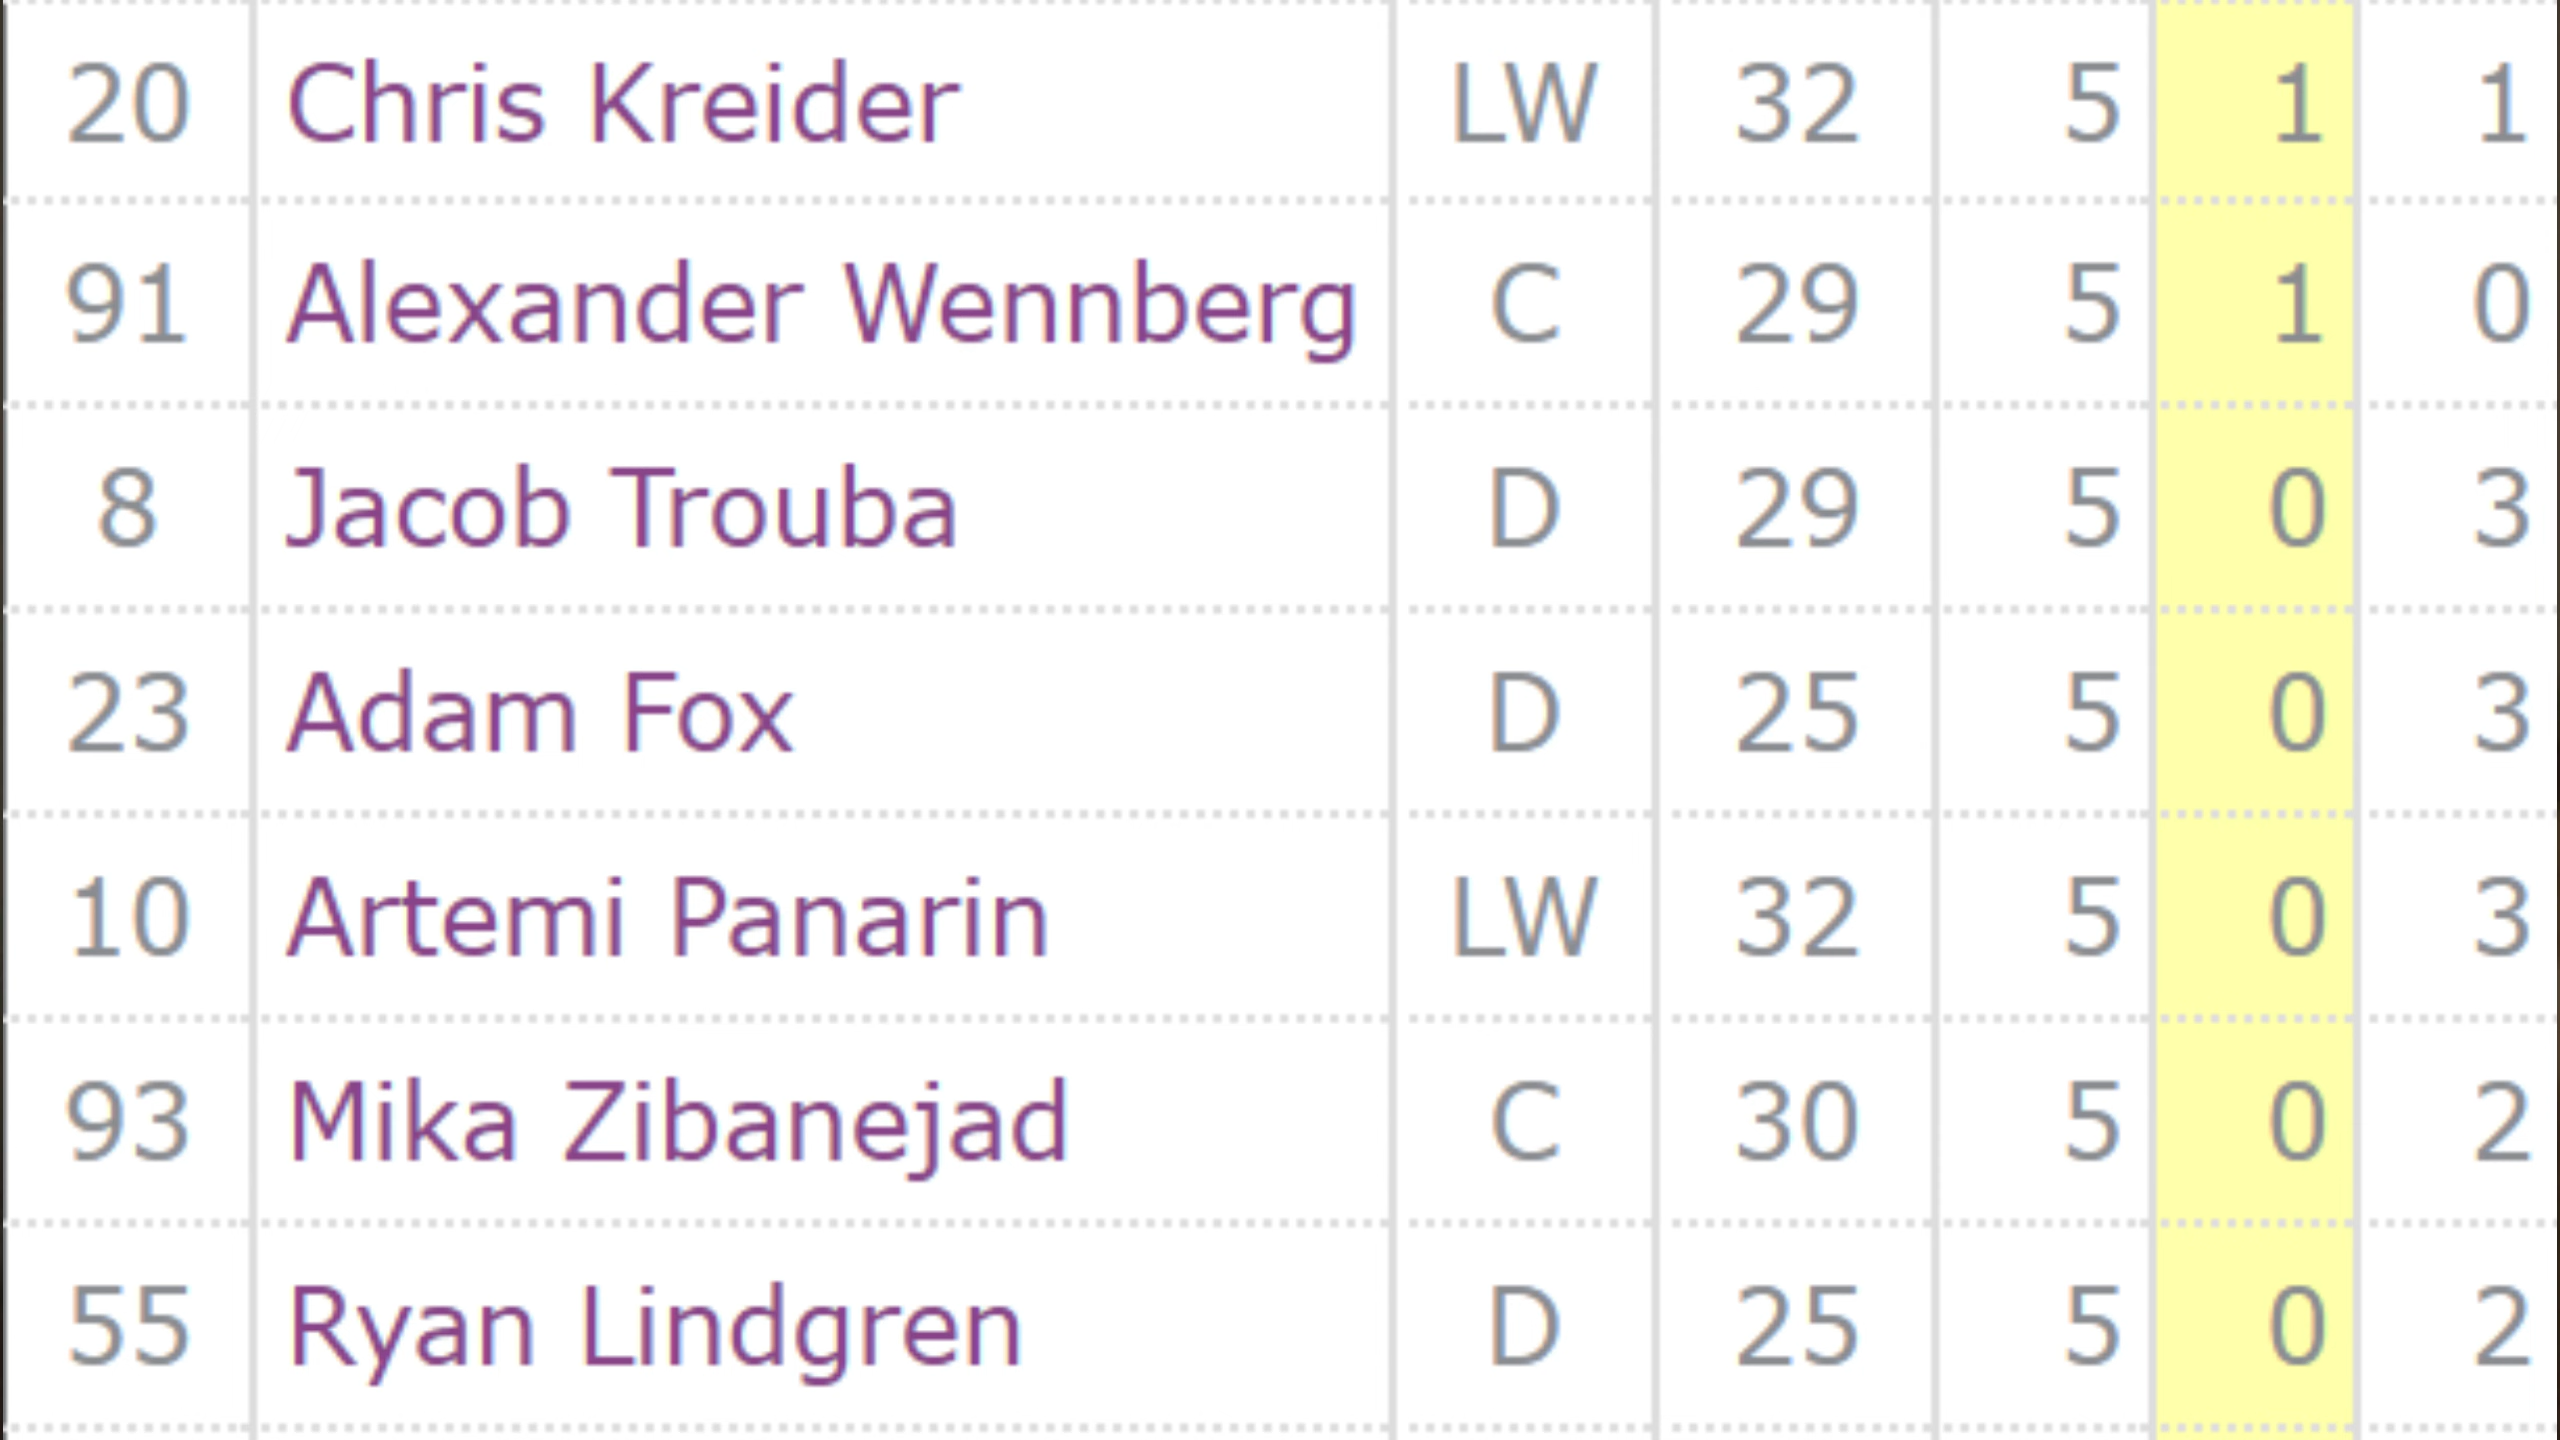 20 Chris Kreider LW 32 5 1 1
91 Alexander Wennberg C 29 5 1 0
8 Jacob Trouba D 29 5 0 3
23 Adam Fox D 25 5 0 3
10 Artemi Panarin LW 32 5 0 3
93 Mika Zibanejad C 30 5 0 2
55 Ryan Lindgren D 25 5 0 2